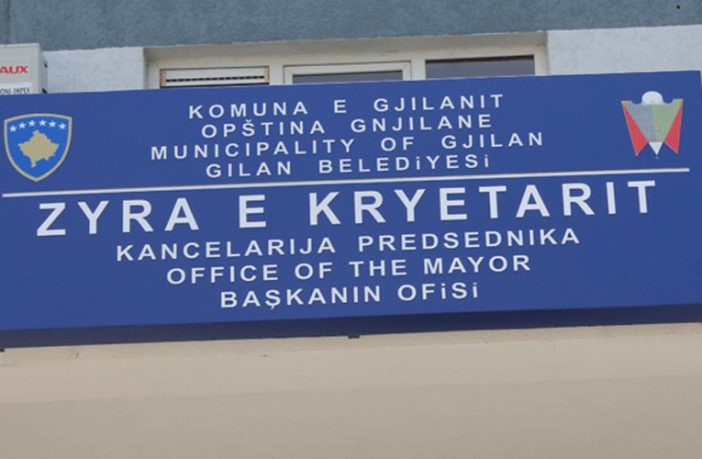 AUX
KOMUNA E GJILANIT
OPŠTINA GNJILANE
MUNICIPALITY OF GJILAN
GILAN BELEDiYESi
ZYRA E KRYETARIT
KANCELARIJA PREDSEDNIKA
OFFICE OF THE MAYOR
BAŞKANIN OFiSi